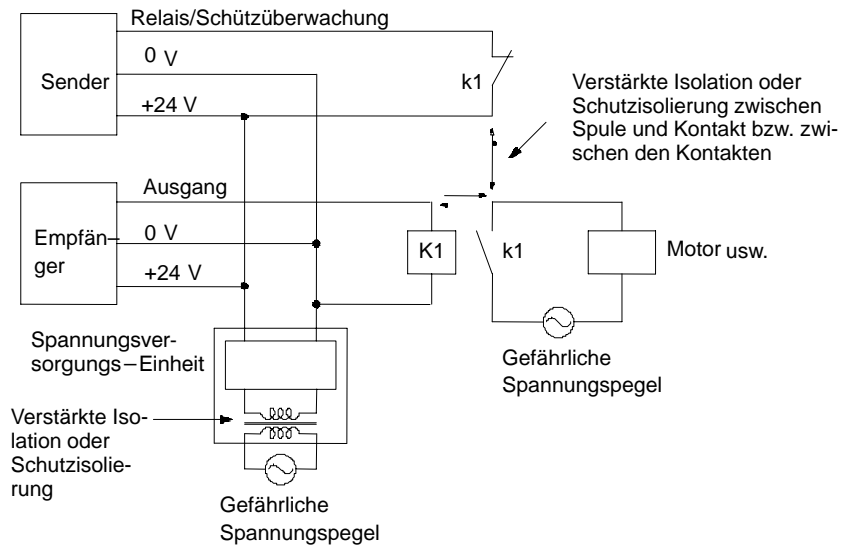 Relais/Schützüberwachung
0 V
Sender
+24 V
k1
Verstärkte Isolation oder
Schutzisolierung zwischen
Spule und Kontakt bzw. zwi-
schen den Kontakten
Ausgang
Empfän–
ger
0 V
+24 V
K1
k1
Motor usw.
Spannungsver-
sorgungs–Einheit
Gefährliche
Spannungspegel
Verstärkte Iso-
lation oder
Schutzisolie-
rung
Gefährliche
Spannungspegel